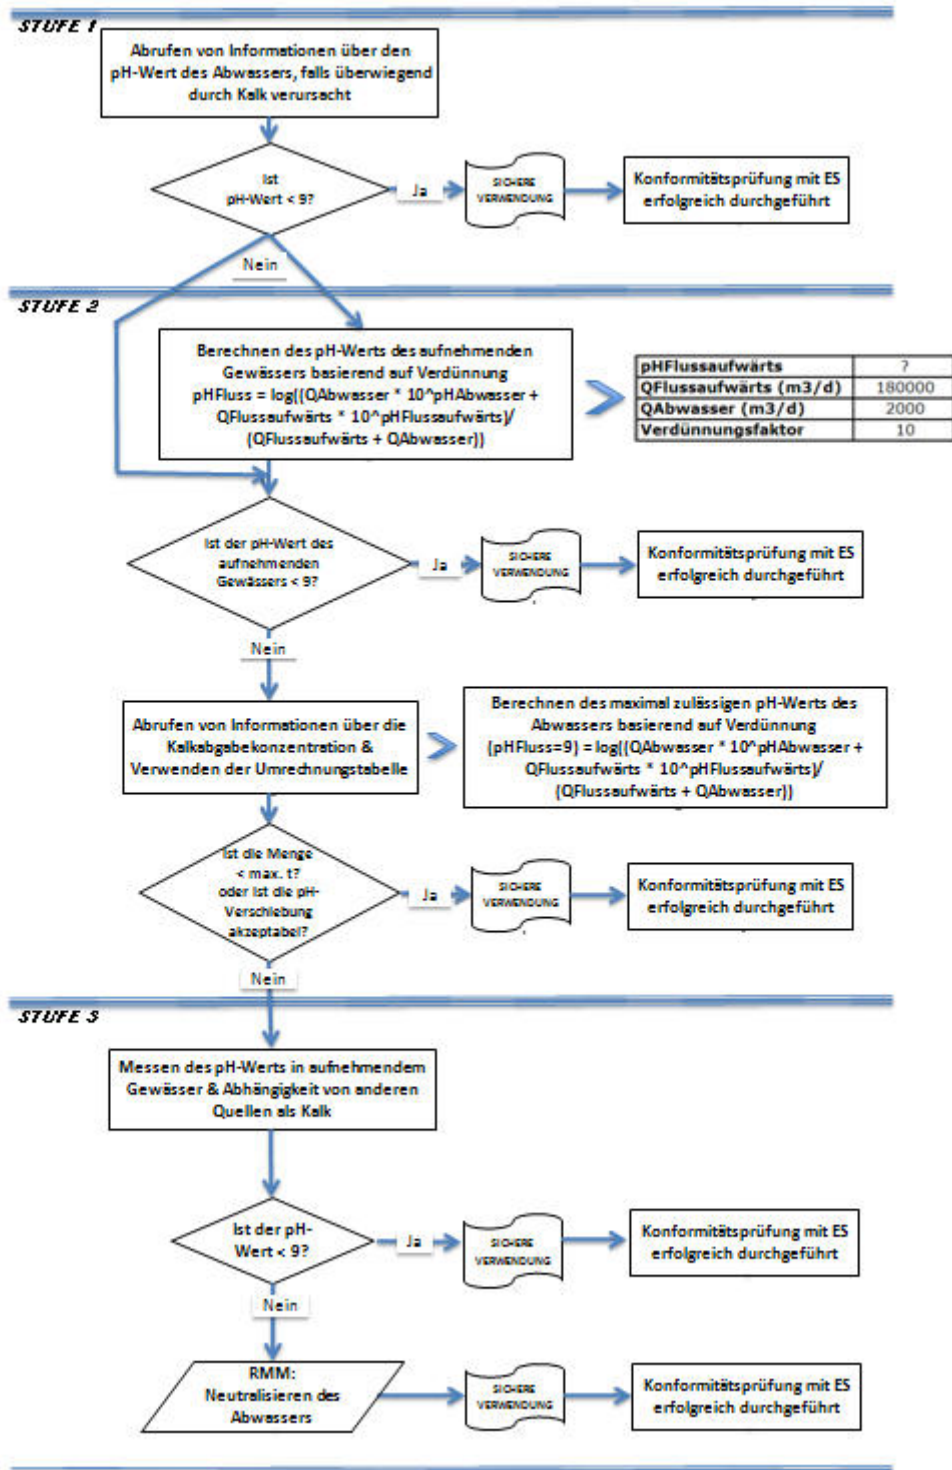 STUFE 1
Abrufen von Informationen über den
pH-Wert des Abwassers, falls überwiegend
durch Kalk verursacht
Ist
pH-Wert < 9?
Ja
SICHERE
VERWENDUNG
Konformitätsprüfung mit ES
erfolgreich durchgeführt
Nein
STUFE 2
Berechnen des pH-Werts des aufnehmenden
Gewässers basierend auf Verdünnung
pHFluss = log((QAbwasser * 10^pHAbwasser +
QFlussaufwärts * 10^pHFlussaufwärts)/
(QFlussaufwärts + QAbwasser))
pHFlussaufwärts ?
QFlussaufwärts (m3/d) 180000
QAbwasser (m3/d) 2000
Verdünnungsfaktor 10
Ist der pH-Wert des
aufnehmenden
Gewässers < 9?
Ja
SICHERE
VERWENDUNG
Konformitätsprüfung mit ES
erfolgreich durchgeführt
Nein
Abrufen von Informationen über die
Kalkabgabekonzentration &
Verwenden der Umrechnungstabelle
Berechnen des maximal zulässigen pH-Werts des
Abwassers basierend auf Verdünnung
(pHFluss=9) = log((QAbwasser * 10^pHAbwasser +
QFlussaufwärts * 10^pHFlussaufwärts)/
(QFlussaufwärts + QAbwasser))
Ist die Menge
< max. t?
oder ist die pH-
Verschiebung
akzeptabel?
Ja
SICHERE
VERWENDUNG
Konformitätsprüfung mit ES
erfolgreich durchgeführt
Nein
STUFE 3
Messen des pH-Werts in aufnehmendem
Gewässer & Abhängigkeit von anderen
Quellen als Kalk
Ist der pH-
Wert < 9?
Ja
SICHERE
VERWENDUNG
Konformitätsprüfung mit ES
erfolgreich durchgeführt
Nein
RMM:
Neutralisieren des
Abwassers
SICHERE
VERWENDUNG
Konformitätsprüfung mit ES
erfolgreich durchgeführt